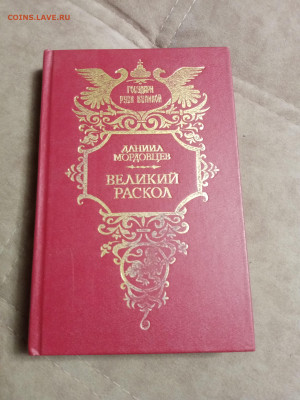 COINS.LAVE.RU
ГОСУДАРИ
РУСИ ВЕЛИКОЙ
ДАНИИЛ
МОРДОВЦЕВ
ВЕЛИКИЙ
РАСКОЛ